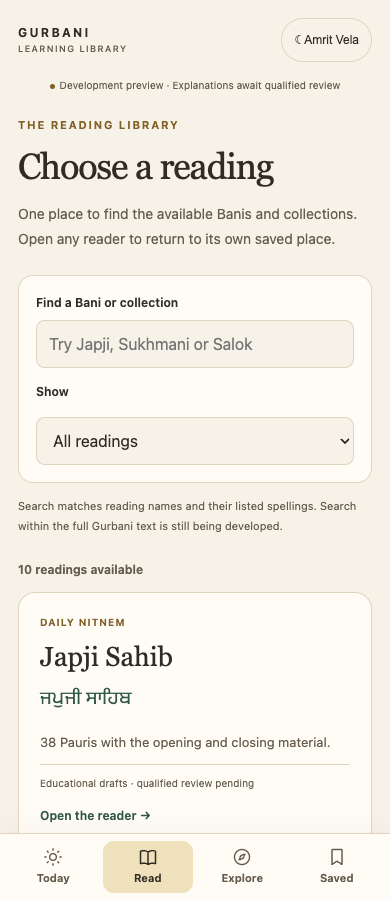 GURBANI
LEARNING LIBRARY
☾ Amrit Vela
Development preview · Explanations await qualified review
THE READING LIBRARY
Choose a reading
One place to find the available Banis and collections.
Open any reader to return to its own saved place.
Find a Bani or collection
Try Japji, Sukhmani or Salok
Show
All readings
Search matches reading names and their listed spellings. Search
within the full Gurbani text is still being developed.
10 readings available
DAILY NITNEM
Japji Sahib
ਜਪੁਜੀ ਸਾਹਿਬ
38 Pauris with the opening and closing material.
Educational drafts · qualified review pending
Open the reader →
Today
Read
Explore
Saved